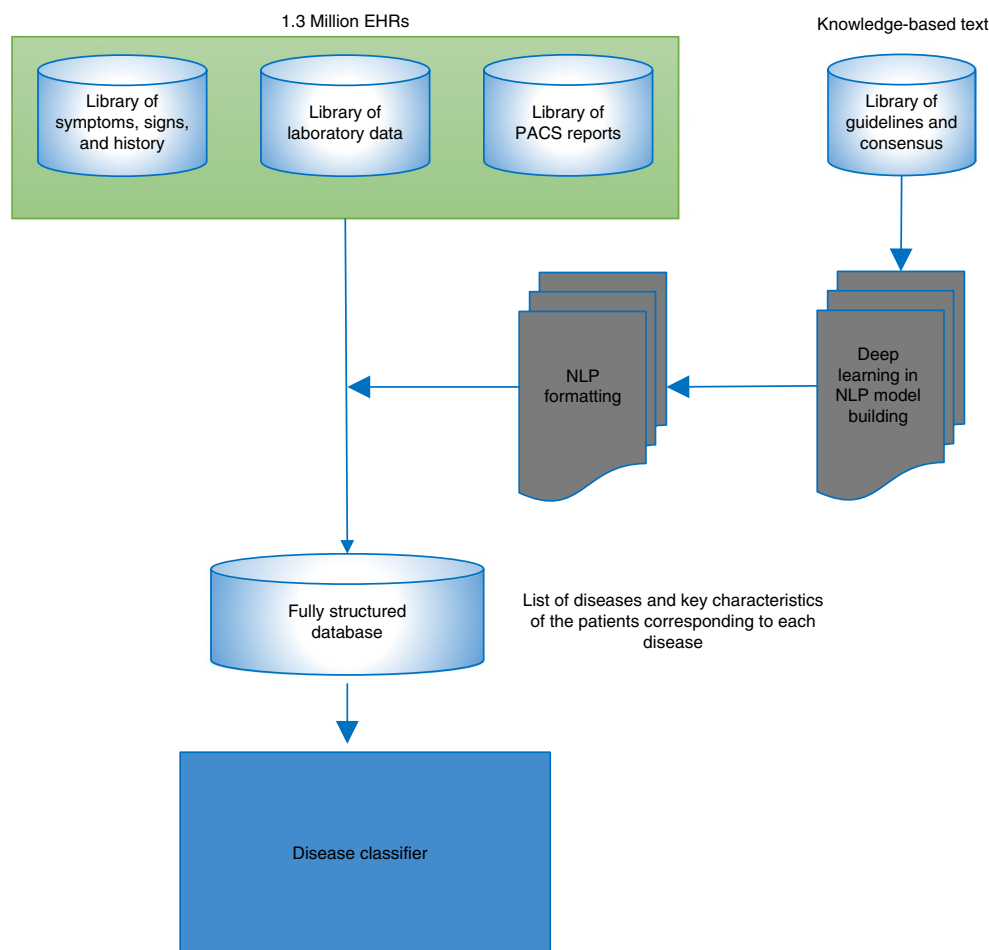 1.3 Million EHRs
Knowledge-based text
Library of
symptoms, signs,
and history
Library of
laboratory data
Library of
PACS reports
Library of
guidelines and
consensus
NLP
formatting
Deep
learning in
NLP model
building
Fully structured
database
List of diseases and key characteristics
of the patients corresponding to each
disease
Disease classifier